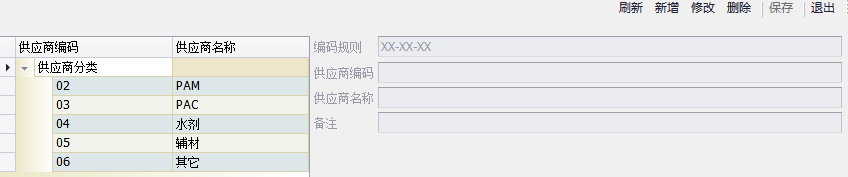 刷新 新增 修改 删除 保存 退出
供应商编码 供应商名称
供应商分类
02 PAM
03 PAC
04 水剂
05 辅材
06 其它
编码规则 XX-XX-XX
供应商编码
供应商名称
备注